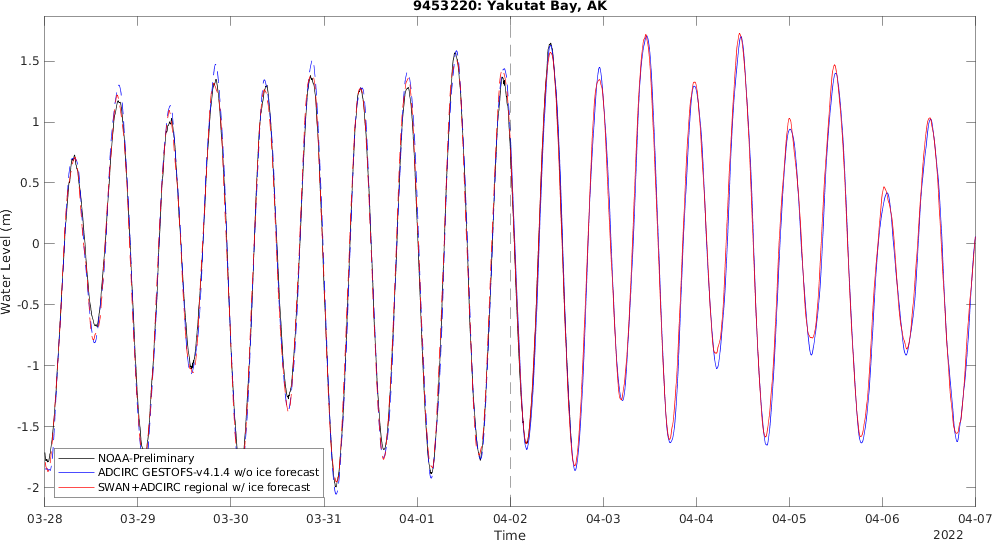 9453220: Yakutat Bay, AK
Water Level (m)
1.5
1
0.5
0
-0.5
-1
-1.5
-2
NOAA-Preliminary
ADCIRC GESTOFS-v4.1.4 w/o ice forecast
SWAN+ADCIRC regional w/ ice forecast
03-28 03-29 03-30 03-31 04-01 04-02 04-03 04-04 04-05 04-06 04-07
Time
2022